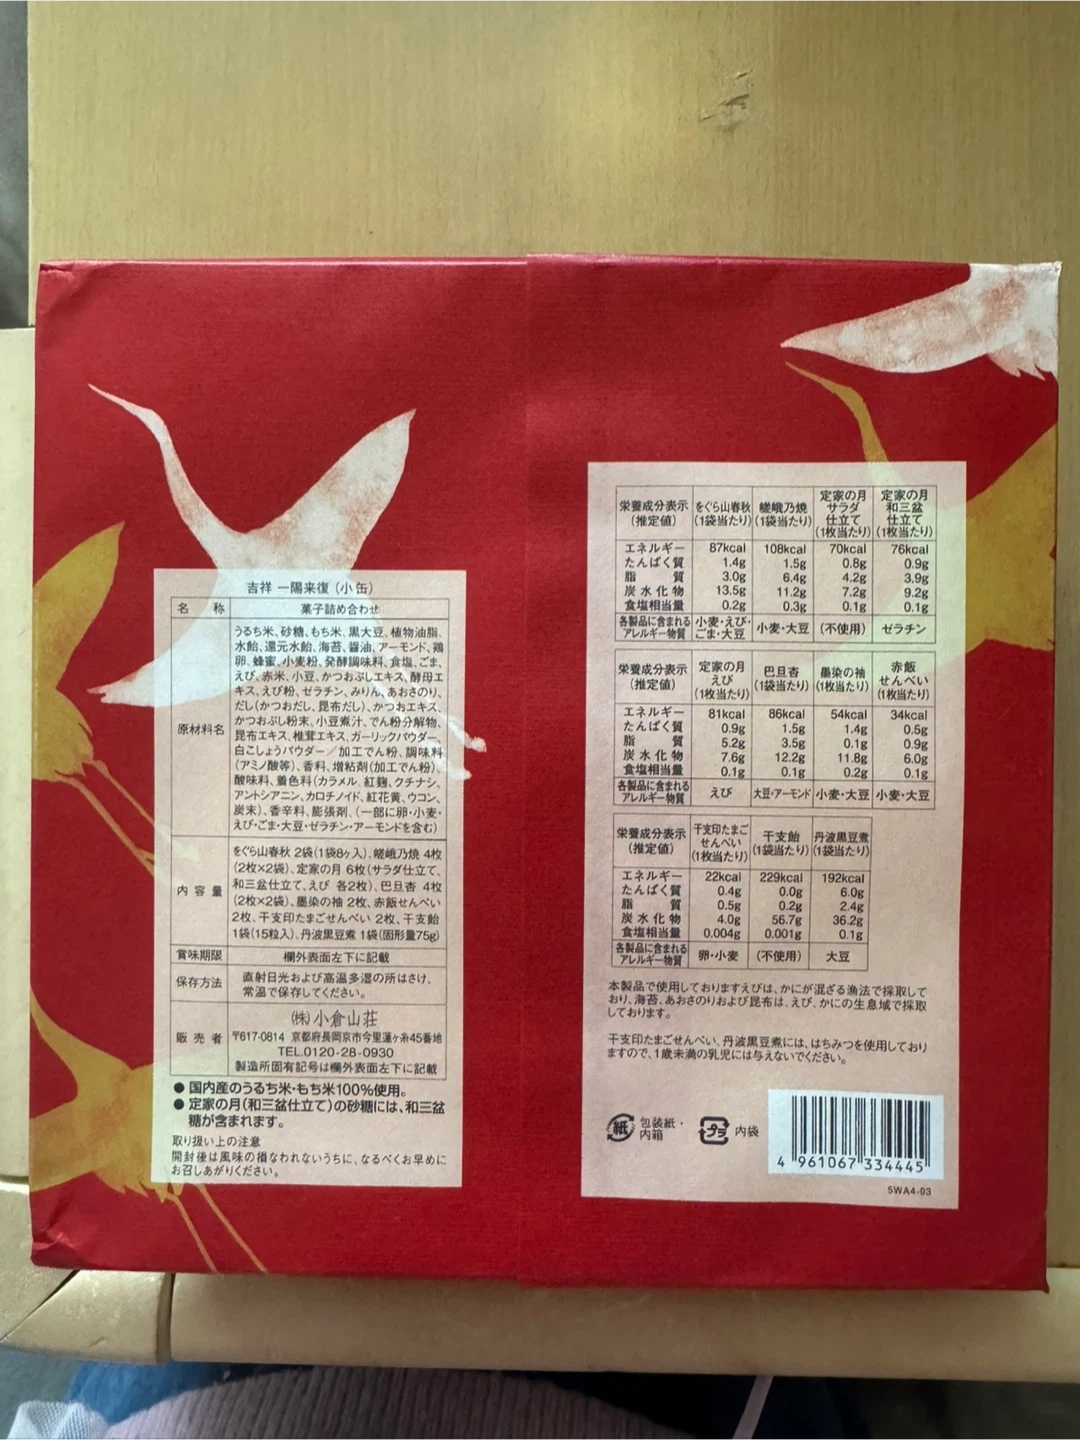 吉祥 一陽来復（小缶）
名 称 菓子詰め合わせ
原材料名
うるち米、砂糖、もち米、黒大豆、植物油脂、
水飴、還元水飴、海苔、醤油、アーモンド、鶏
卵、蜂蜜、小麦粉、発酵調味料、食塩、ごま、
えび、赤米、小豆、かつおぶしエキス、酵母エ
キス、えび粉、ゼラチン、みりん、あおさのり、
だし(かつおだし、昆布だし)、かつおエキス、
かつおぶし粉末、小豆煮汁、でん粉分解物、
昆布エキス、椎茸エキス、ガーリックパウダー、
白こしょうパウダー／加工でん粉、調味料
(アミノ酸等)、香料、増粘剤(加工でん粉)、
酸味料、着色料(カラメル、紅麹、クチナシ、
アントシアニン、カロチノイド、紅花黄、ウコン、
炭末)、香辛料、膨張剤、(一部に卵・小麦・
えび・ごま・大豆・ゼラチン・アーモンドを含む)
内 容 量
をぐら山春秋 2袋(1袋8ヶ入)、嵯峨乃焼 4枚
(2枚×2袋)、定家の月 6枚(サラダ仕立て、
和三盆仕立て、えび 各2枚)、巴旦杏 4枚
(2枚×2袋)、墨染の袖 2枚、赤飯せんべい
2枚、干支印たまごせんべい 2枚、干支飴
1袋(15粒入)、丹波黒豆煮 1袋(固形量75g)
賞味期限 欄外表面左下に記載
保存方法 直射日光および高温多湿の所はさけ、
常温で保存してください。
販 売 者
(株)小倉山荘
〒617-0814 京都府長岡京市今里蓮ヶ糸45番地
TEL.0120-28-0930
製造所固有記号は欄外表面左下に記載
●国内産のうるち米・もち米100%使用。
●定家の月(和三盆仕立て)の砂糖には、和三盆
糖が含まれます。
取り扱い上の注意
開封後は風味の損なわれないうちに、なるべくお早めに
お召しあがりください。
栄養成分表示(推定値) をぐら山春秋(1袋当たり) 嵯峨乃焼(1袋当たり) 定家の月サラダ仕立て(1枚当たり) 定家の月和三盆仕立て(1枚当たり)
エネルギー 87kcal 108kcal 70kcal 76kcal
たんぱく質 1.4g 1.5g 0.8g 0.9g
脂 質 3.0g 6.4g 4.2g 3.9g
炭水化物 13.5g 11.2g 7.2g 9.2g
食塩相当量 0.2g 0.3g 0.1g 0.1g
各製品に含まれるアレルギー物質 小麦・えび・ごま・大豆 小麦・大豆 (不使用) ゼラチン
栄養成分表示(推定値) 定家の月えび(1枚当たり) 巴旦杏(1袋当たり) 墨染の袖(1枚当たり) 赤飯せんべい(1枚当たり)
エネルギー 81kcal 86kcal 54kcal 34kcal
たんぱく質 0.9g 1.5g 1.4g 0.5g
脂 質 5.2g 3.5g 0.1g 0.9g
炭水化物 7.6g 12.2g 11.8g 6.0g
食塩相当量 0.1g 0.1g 0.2g 0.1g
各製品に含まれるアレルギー物質 えび 大豆・アーモンド 小麦・大豆 小麦・大豆
栄養成分表示(推定値) 干支印たまごせんべい(1枚当たり) 干支飴(1袋当たり) 丹波黒豆煮(1袋当たり)
エネルギー 22kcal 229kcal 192kcal
たんぱく質 0.4g 0.0g 6.0g
脂 質 0.5g 0.2g 2.4g
炭水化物 4.0g 56.7g 36.2g
食塩相当量 0.004g 0.001g 0.1g
各製品に含まれるアレルギー物質 卵・小麦 (不使用) 大豆
本製品で使用しておりますえびは、かにが混ざる漁法で採取して
おり、海苔、あおさのりおよび昆布は、えび、かにの生息域で採取
しております。
干支印たまごせんべい、丹波黒豆煮には、はちみつを使用しており
ますので、1歳未満の乳児には与えないでください。
紙 包装紙・内箱 プラ 内袋
4 961067 334445
5WA4-03